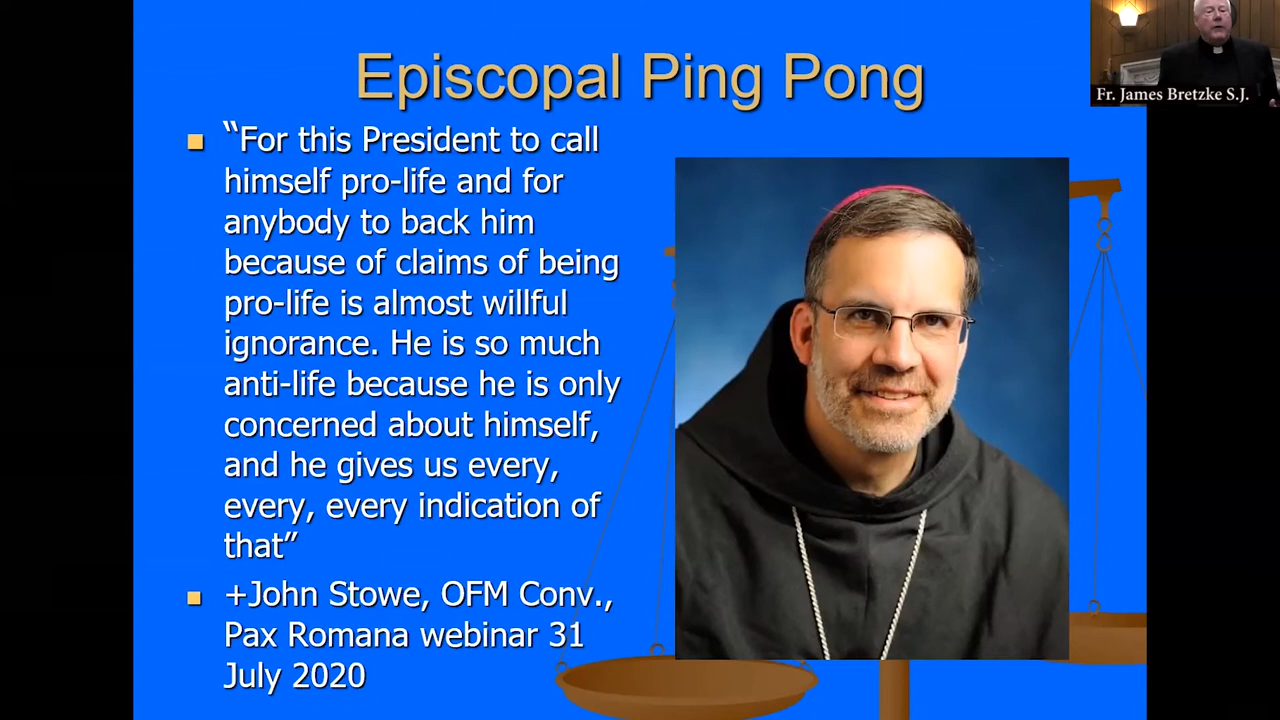 Episcopal Ping Pong
Fr. James Bretzke S.J.
“For this President to call
himself pro-life and for
anybody to back him
because of claims of being
pro-life is almost willful
ignorance. He is so much
anti-life because he is only
concerned about himself,
and he gives us every,
every, every indication of
that”
+John Stowe, OFM Conv.,
Pax Romana webinar 31
July 2020